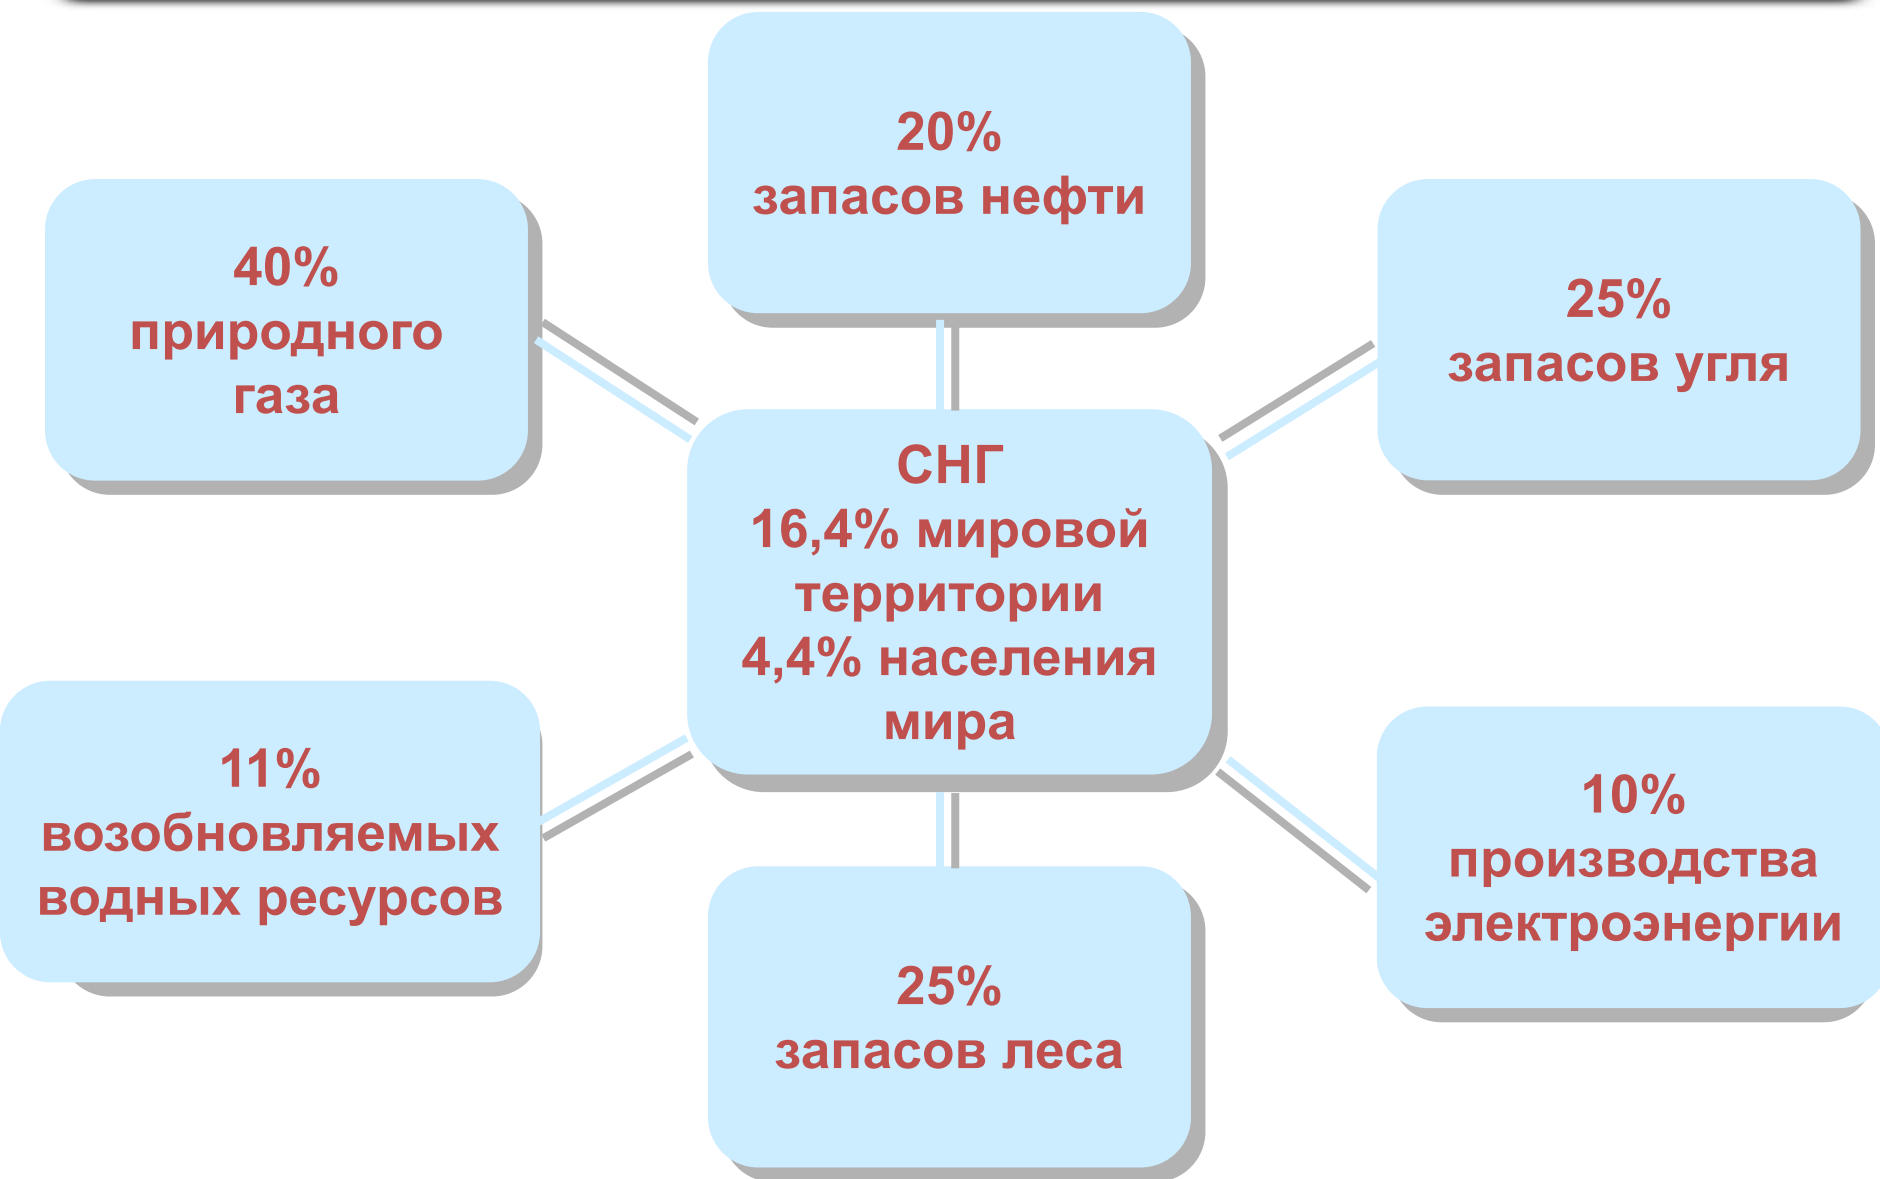 20%
запасов нефти
40%
природного
газа
25%
запасов угля
СНГ
16,4% мировой
территории
4,4% населения
мира
11%
возобновляемых
водных ресурсов
10%
производства
электроэнергии
25%
запасов леса